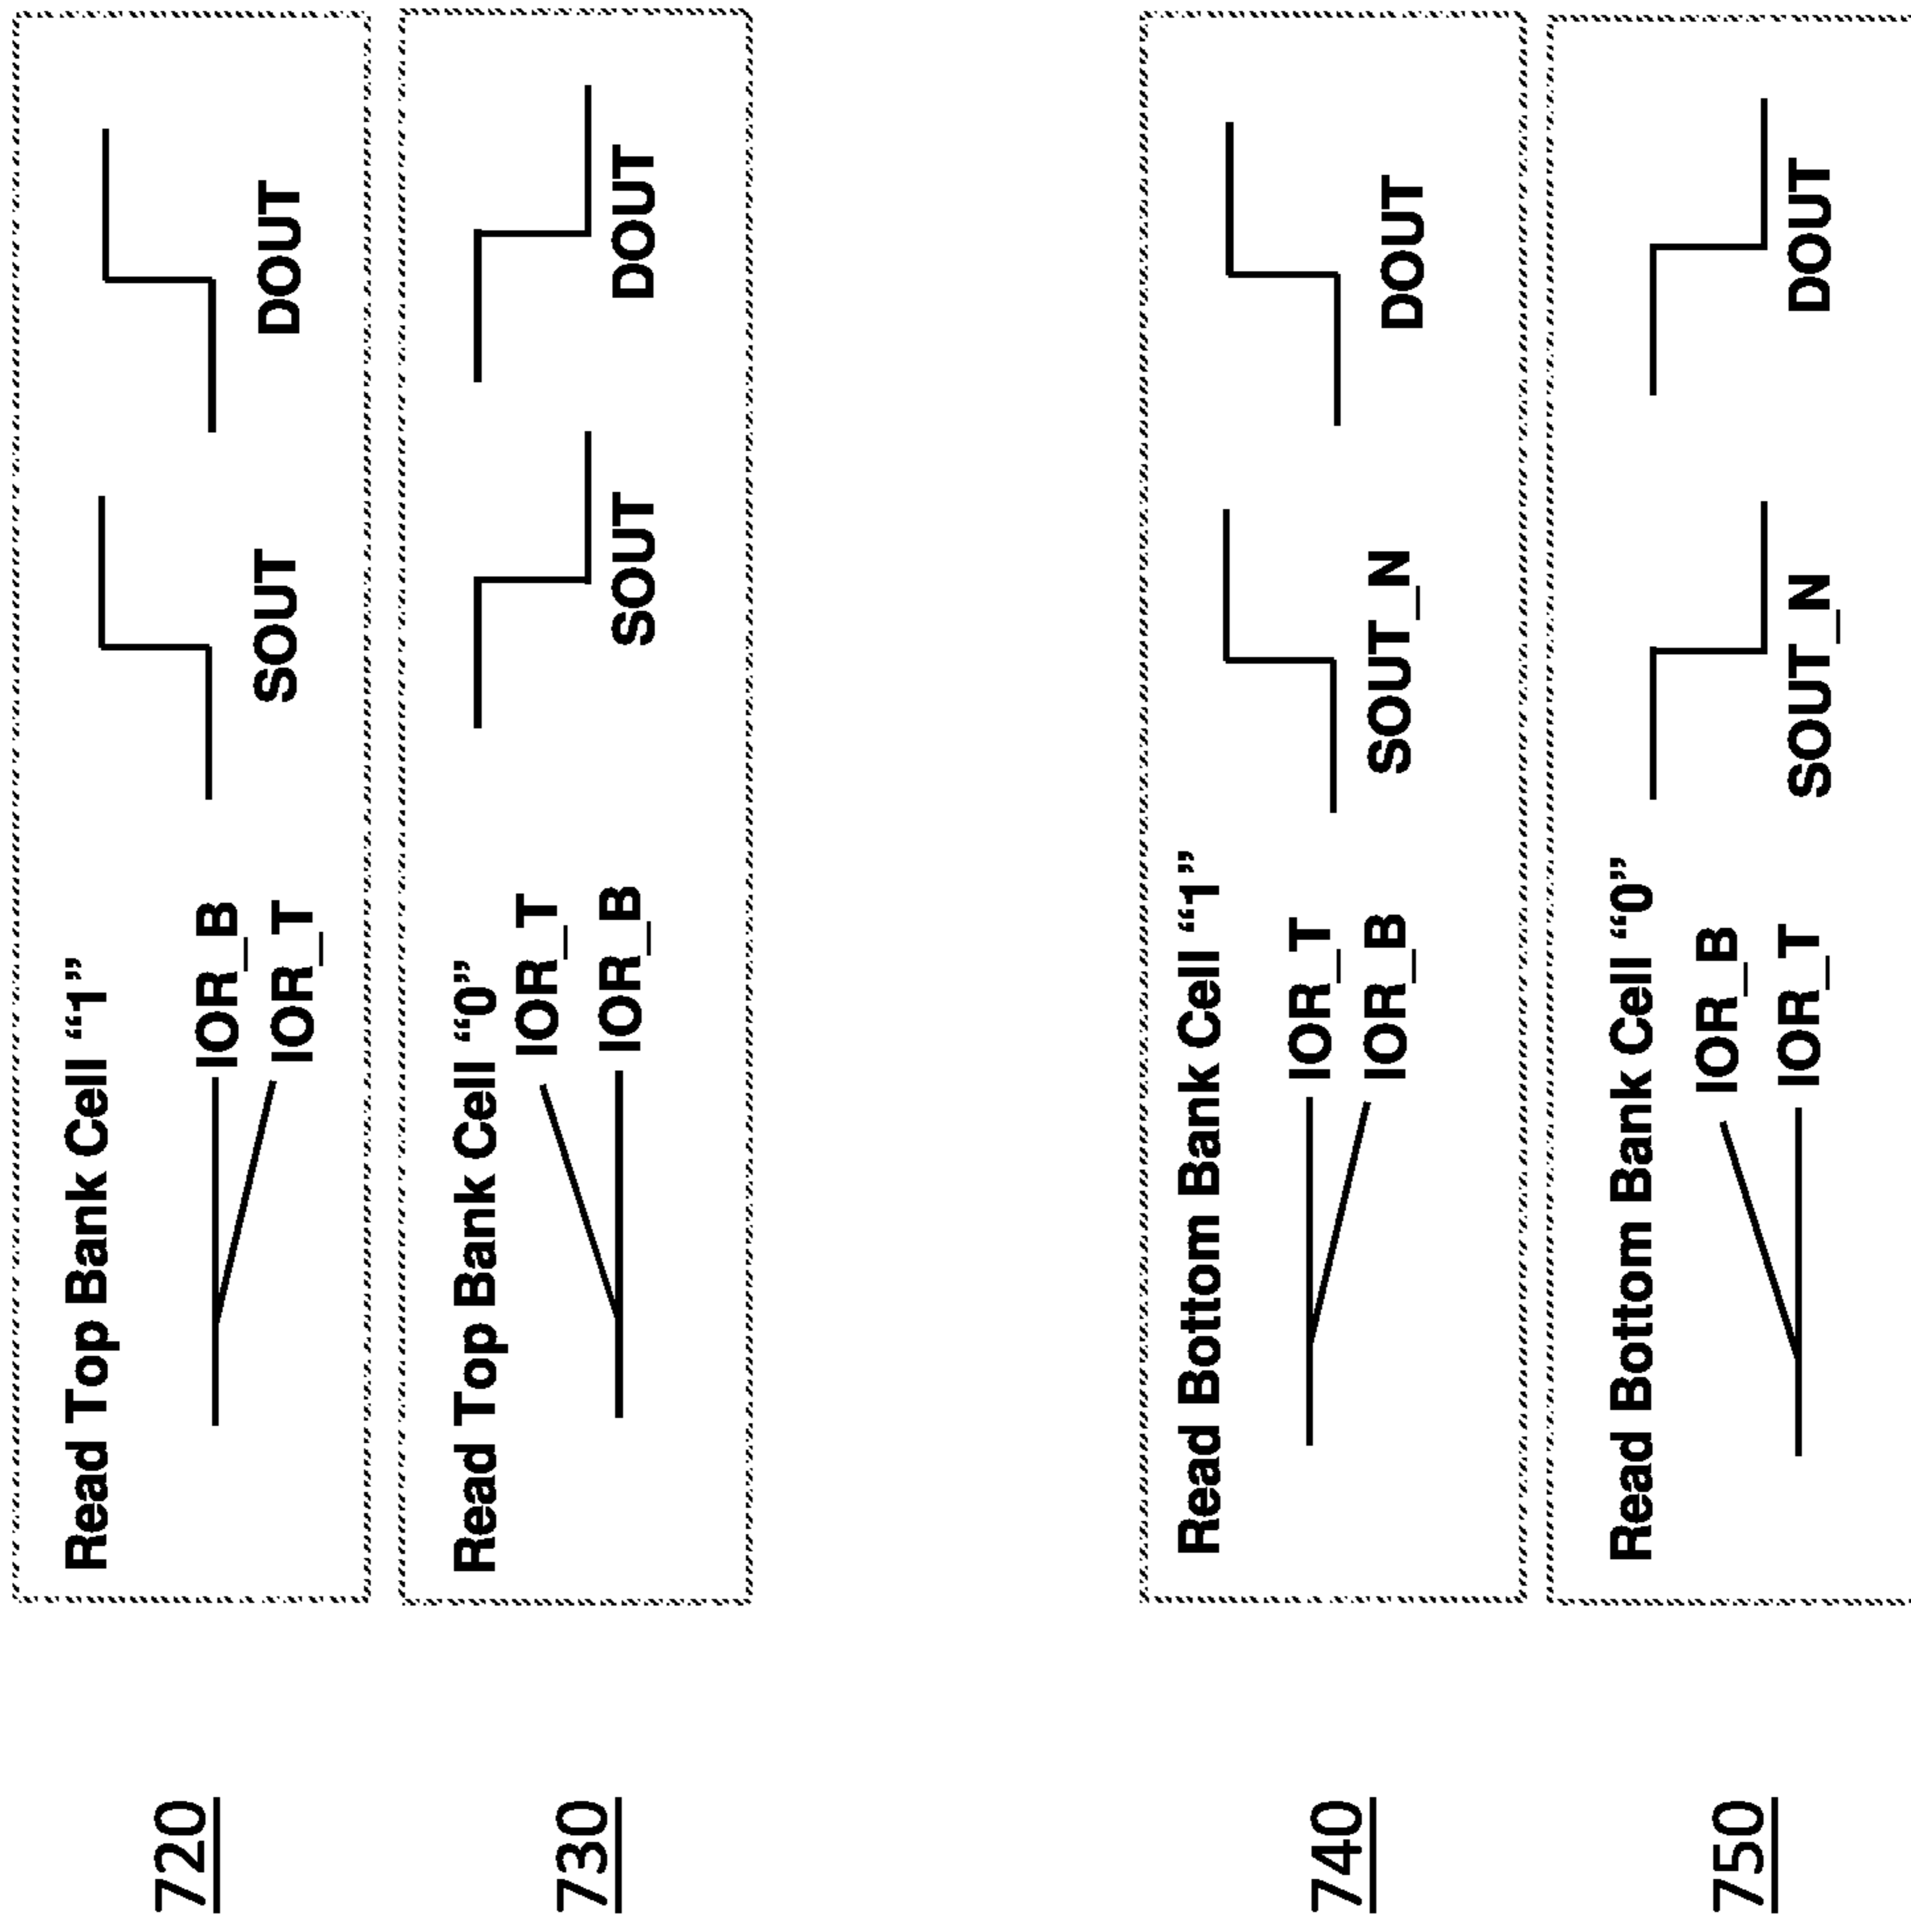 720
Read Top Bank Cell “1”
IOR_B
IOR_T
SOUT
DOUT
730
Read Top Bank Cell “0”
IOR_T
IOR_B
SOUT
DOUT
740
Read Bottom Bank Cell “1”
IOR_T
IOR_B
SOUT_N
DOUT
750
Read Bottom Bank Cell “0”
IOR_B
IOR_T
SOUT_N
DOUT